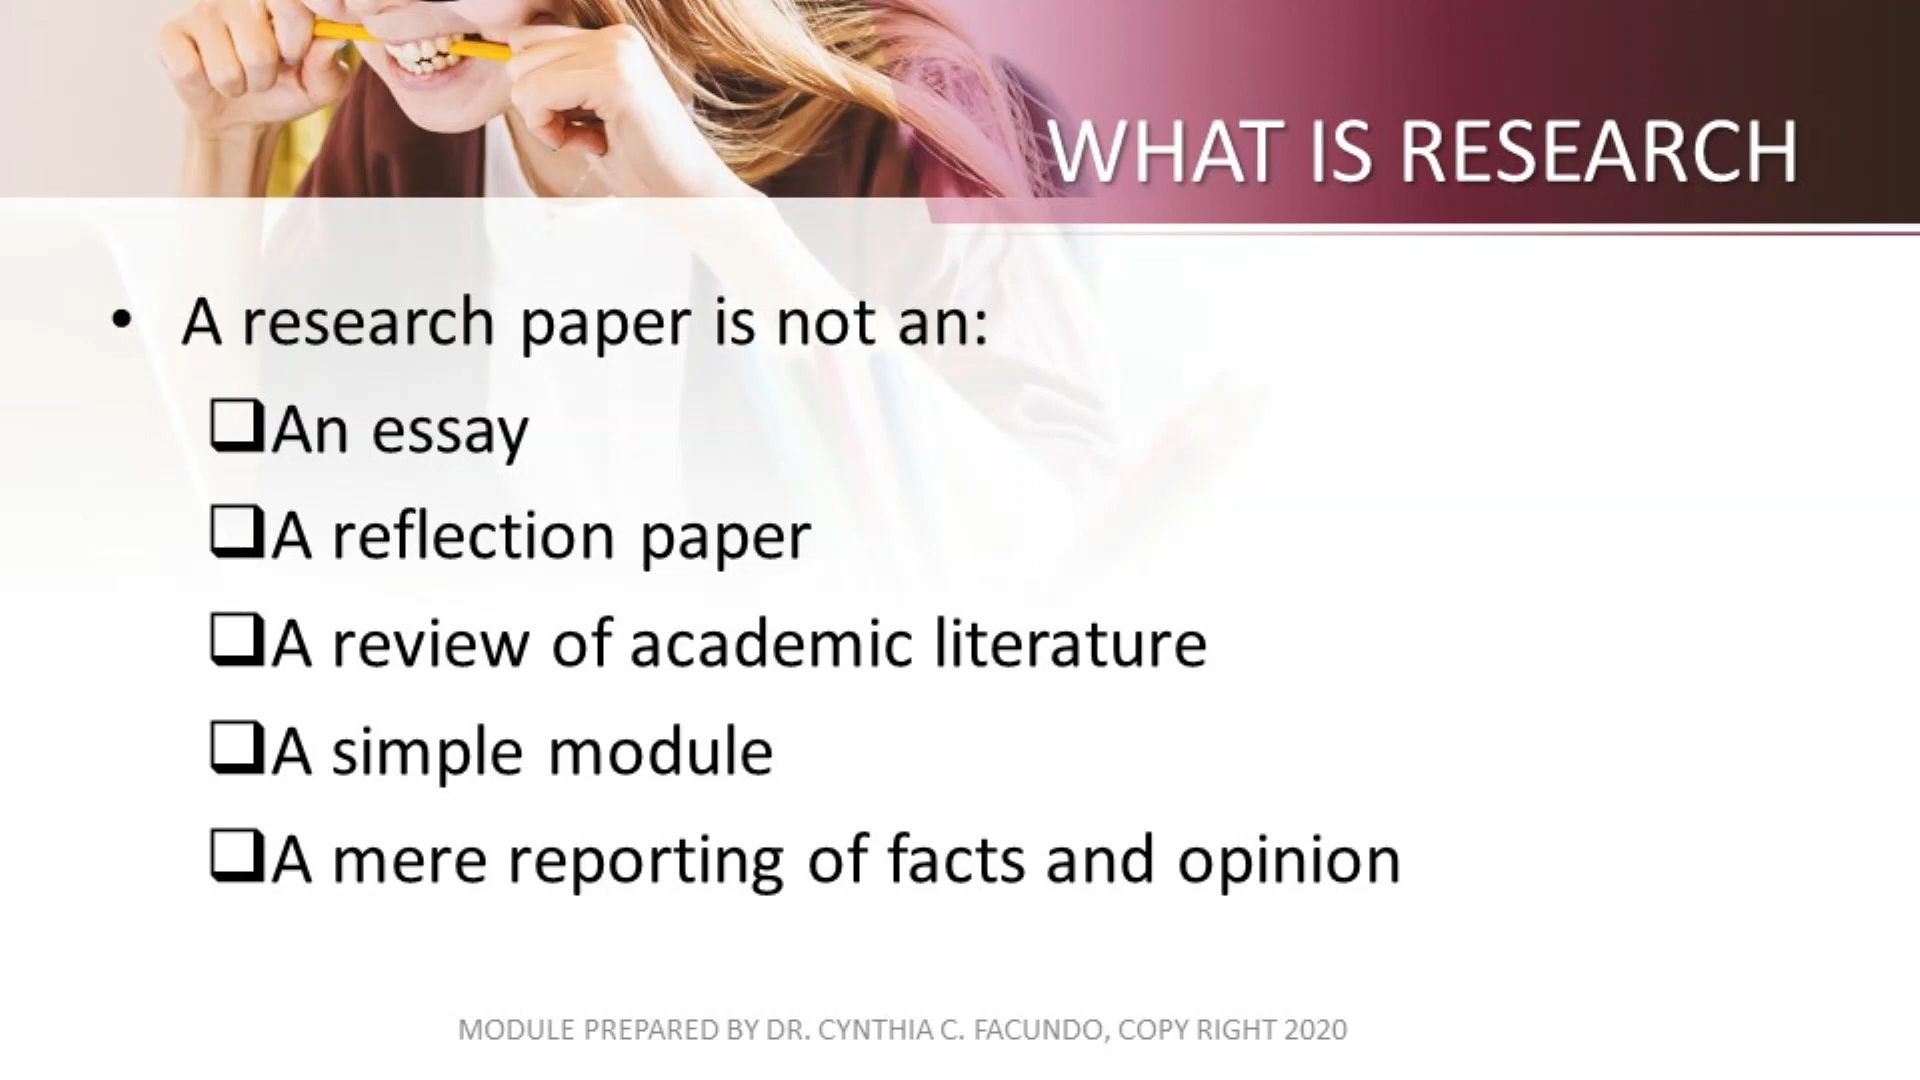 WHAT IS RESEARCH
• A research paper is not an:
❑An essay
❑A reflection paper
❑A review of academic literature
❑A simple module
❑A mere reporting of facts and opinion
MODULE PREPARED BY DR. CYNTHIA C. FACUNDO, COPY RIGHT 2020